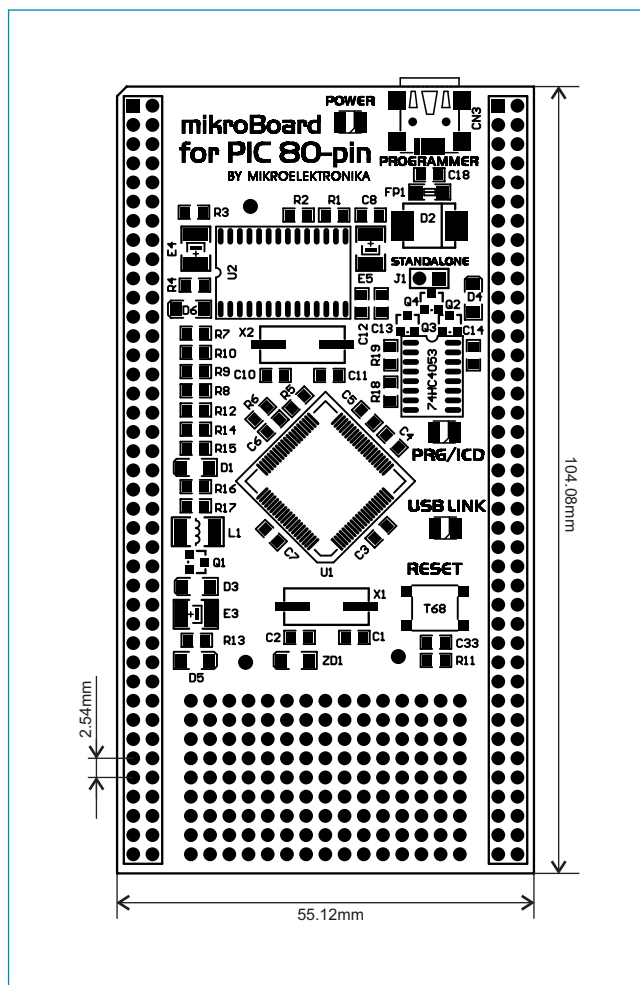 POWER
CN3
mikroBoard
for PIC 80-pin
BY MIKROELEKTRONIKA
PROGRAMMER
C18
FP1
R3
R2
R1
C8
D2
E4
U2
E5
STANDALONE
J1
R4
D6
D4
Q4
Q2
C12
C13
Q3
C14
R7
X2
R10
R19
R9
C10
C11
R8
R18
74HC4053
R12
R6
R5
C5
R14
C6
C4
R15
PRG/ICD
D1
R16
R17
USB LINK
L1
C7
C3
Q1
U1
RESET
D3
X1
E3
T68
R13
C2
C1
C33
D5
ZD1
R11
104.08mm
2.54mm
55.12mm